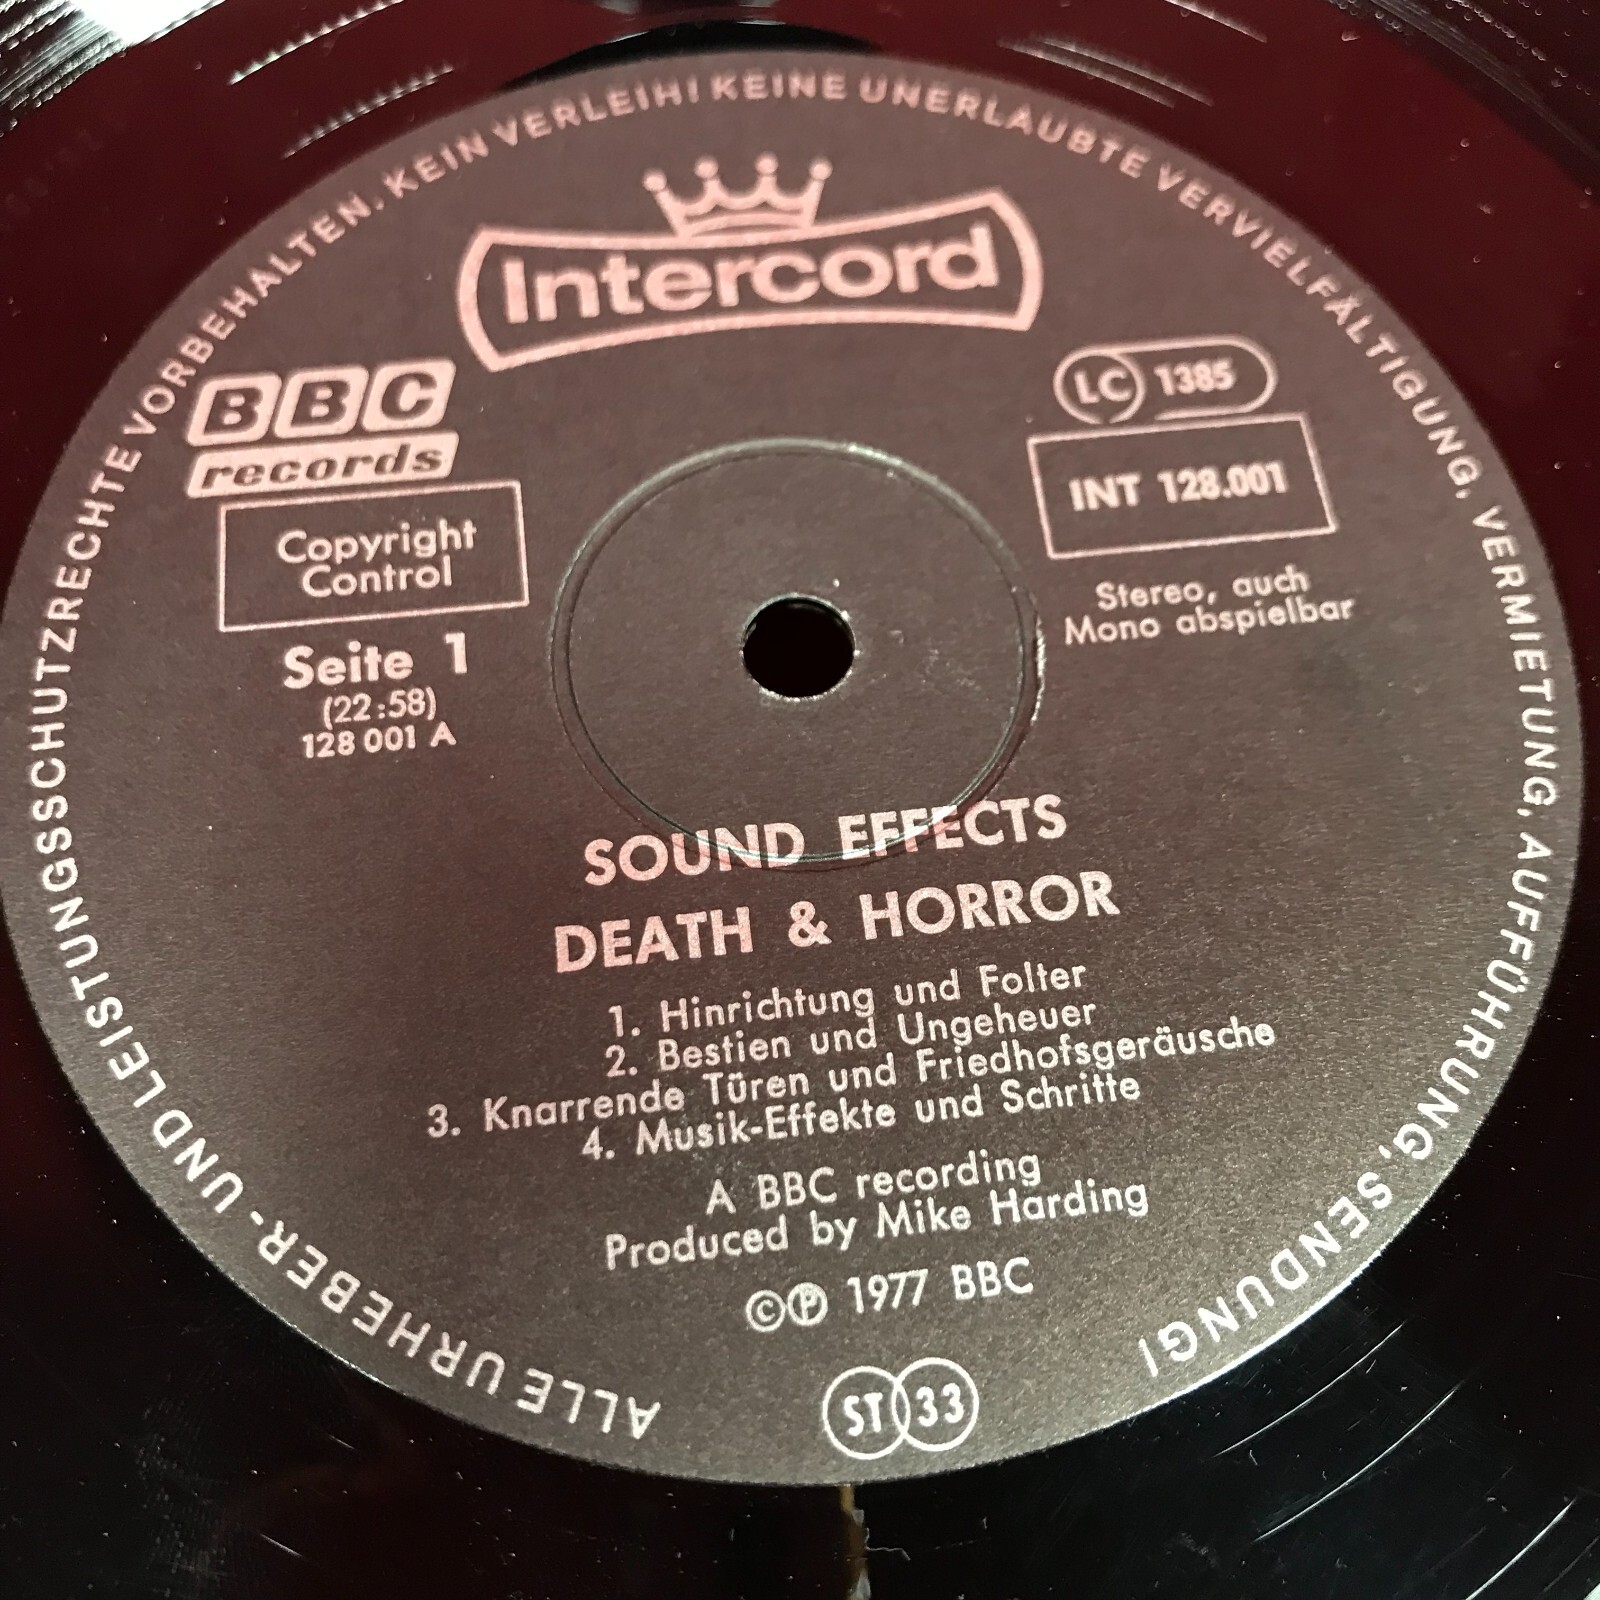 ALLE URHEBER- UND LEISTUNGSSCHUTZRECHTE VORBEHALTEN. KEIN VERLEIH! KEINE UNERLAUBTE VERVIELFÄLTIGUNG, VERMIETUNG, AUFFÜHRUNG, SENDUNG!
Intercord
BBC
records
Copyright
Control
Seite 1
(22:58)
128 001 A
LC 1385
INT 128.001
Stereo, auch
Mono abspielbar
SOUND EFFECTS
DEATH & HORROR
1. Hinrichtung und Folter
2. Bestien und Ungeheuer
3. Knarrende Türen und Friedhofsgeräusche
4. Musik-Effekte und Schritte
A BBC recording
Produced by Mike Harding
©℗ 1977 BBC
ST 33